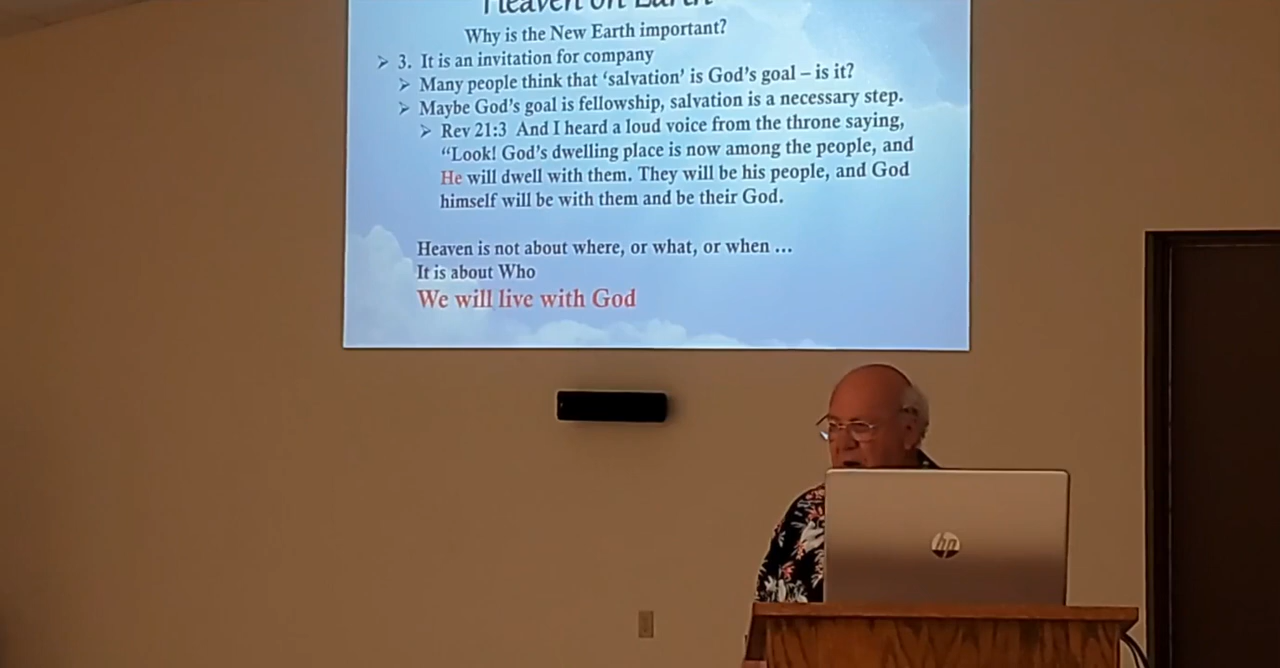 Heaven on Earth
Why is the New Earth important?
➢ 3. It is an invitation for company
➢ Many people think that ‘salvation’ is God’s goal – is it?
➢ Maybe God’s goal is fellowship, salvation is a necessary step.
➢ Rev 21:3 And I heard a loud voice from the throne saying,
“Look! God’s dwelling place is now among the people, and
He will dwell with them. They will be his people, and God
himself will be with them and be their God.
Heaven is not about where, or what, or when ...
It is about Who
We will live with God
hp